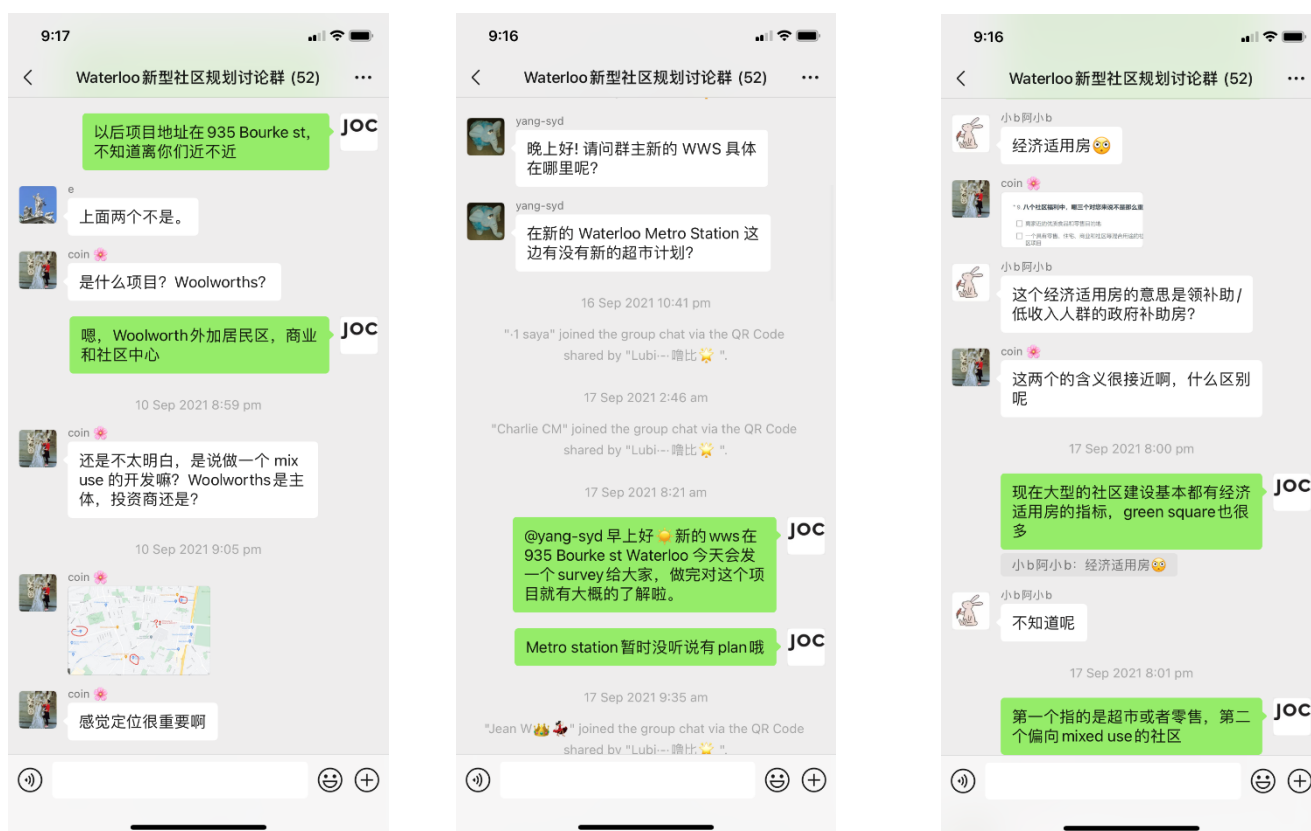 9:17
Waterloo新型社区规划讨论群 (52)
以后项目地址在 935 Bourke st,
不知道离你们近不近
JOC
e
上面两个不是。
coin
是什么项目？Woolworths?
嗯，Woolworth外加居民区，商业
和社区中心
JOC
10 Sep 2021 8:59 pm
coin
还是不太明白，是说做一个 mix
use 的开发嘛？Woolworths是主
体，投资商还是？
10 Sep 2021 9:05 pm
coin
coin
感觉定位很重要啊
9:16
Waterloo新型社区规划讨论群 (52)
yang-syd
晚上好! 请问群主新的 WWS 具体
在哪里呢？
yang-syd
在新的 Waterloo Metro Station 这
边有没有新的超市计划？
16 Sep 2021 10:41 pm
"·1 saya" joined the group chat via the QR Code
shared by "Lubi-·-噜比🌟 ".
17 Sep 2021 2:46 am
"Charlie CM" joined the group chat via the QR Code
shared by "Lubi-·-噜比🌟 ".
17 Sep 2021 8:21 am
@yang-syd 早上好 新的wws在
935 Bourke st Waterloo 今天会发
一个survey给大家，做完对这个项
目就有大概的了解啦。
JOC
Metro station暂时没听说有plan哦
JOC
17 Sep 2021 9:35 am
"Jean W👑💃" joined the group chat via the QR Code
shared by "Lubi-·-噜比🌟 ".
9:16
Waterloo新型社区规划讨论群 (52)
小b阿小b
经济适用房😳
coin
小b阿小b
这个经济适用房的意思是领补助/
低收入人群的政府补助房？
coin
这两个的含义很接近啊，什么区别
呢
17 Sep 2021 8:00 pm
现在大型的社区建设基本都有经济
适用房的指标，green square也很
多
JOC
小b阿小b：经济适用房😳
小b阿小b
不知道呢
17 Sep 2021 8:01 pm
第一个指的是超市或者零售，第二
个偏向mixed use的社区
JOC